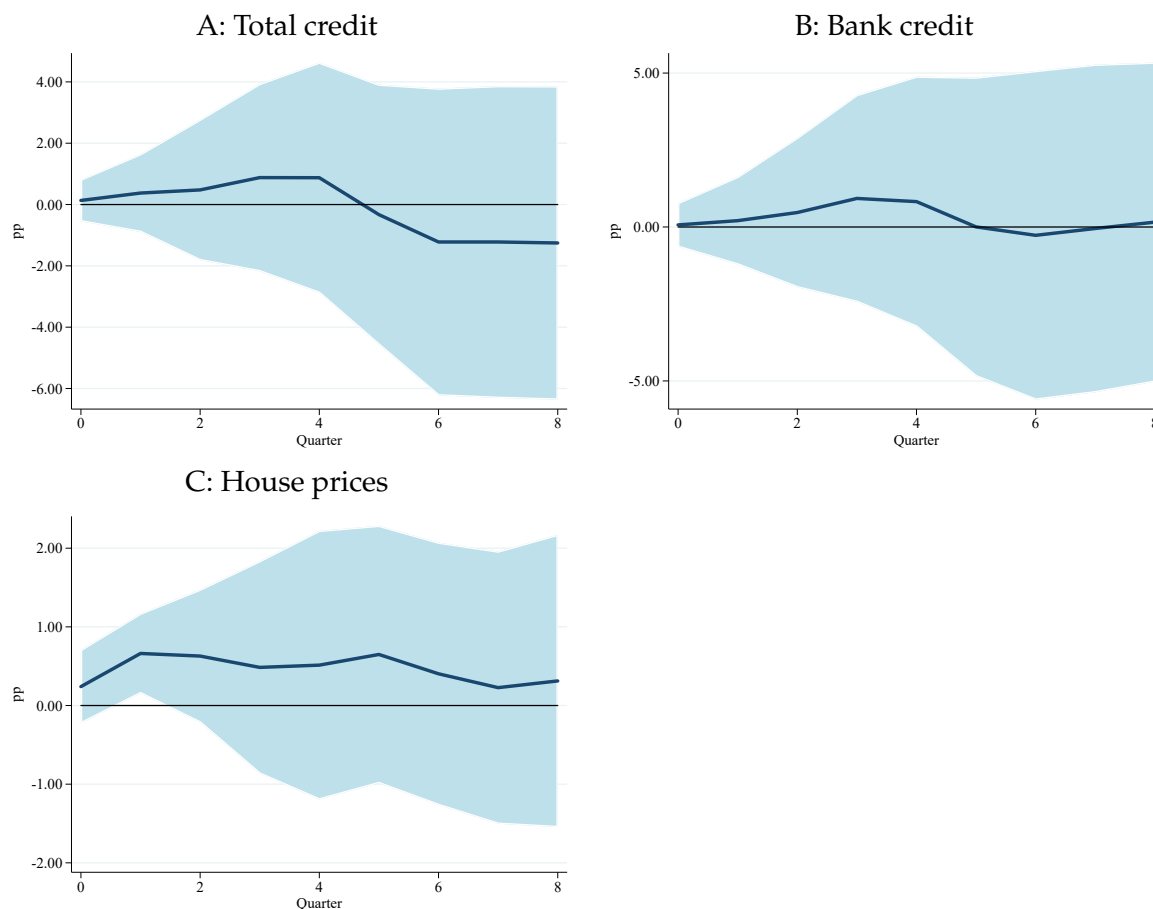 A: Total credit
4.00
2.00
0.00
-2.00
-4.00
-6.00
pp
0 2 4 6 8
Quarter
B: Bank credit
5.00
0.00
-5.00
pp
0 2 4 6
Quarter
C: House prices
2.00
1.00
0.00
-1.00
-2.00
pp
0 2 4 6 8
Quarter